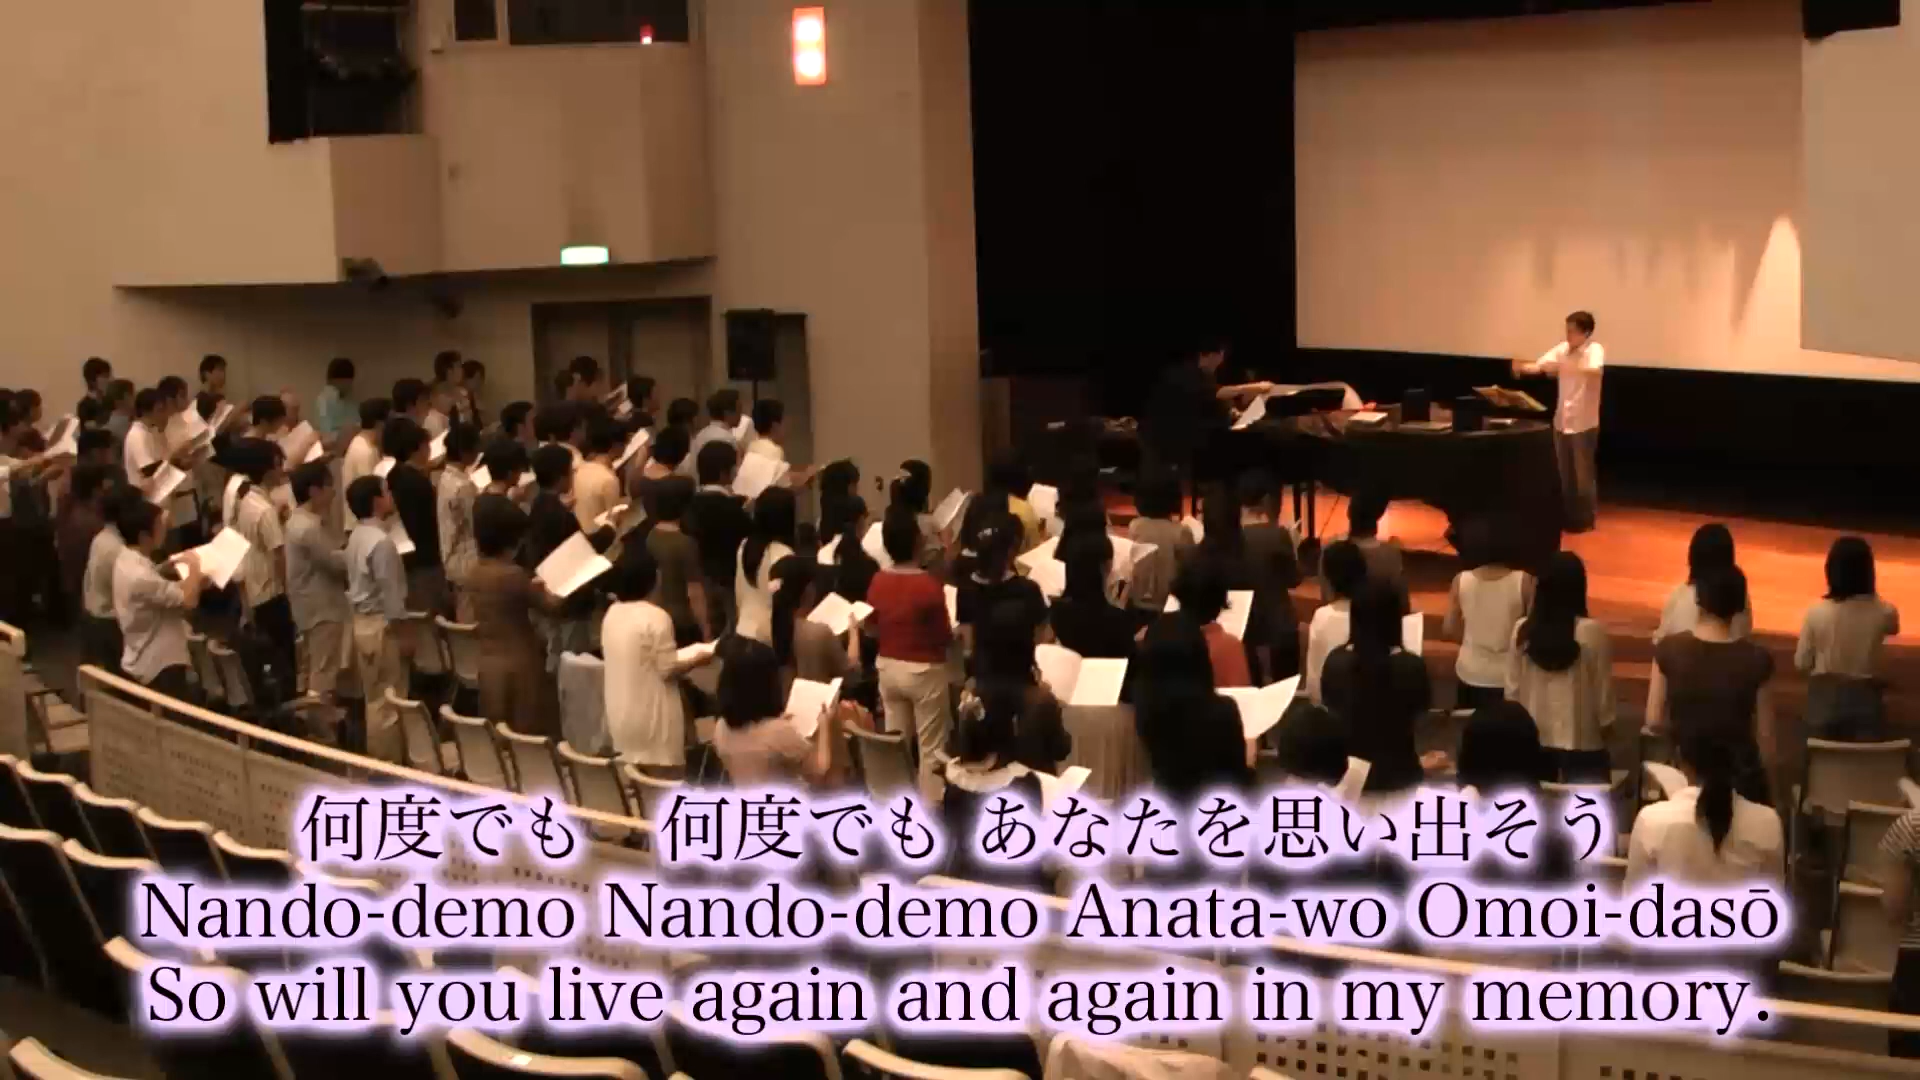 何度でも　何度でも あなたを思い出そう
Nando-demo Nando-demo Anata-wo Omoi-dasō
So will you live again and again in my memory.